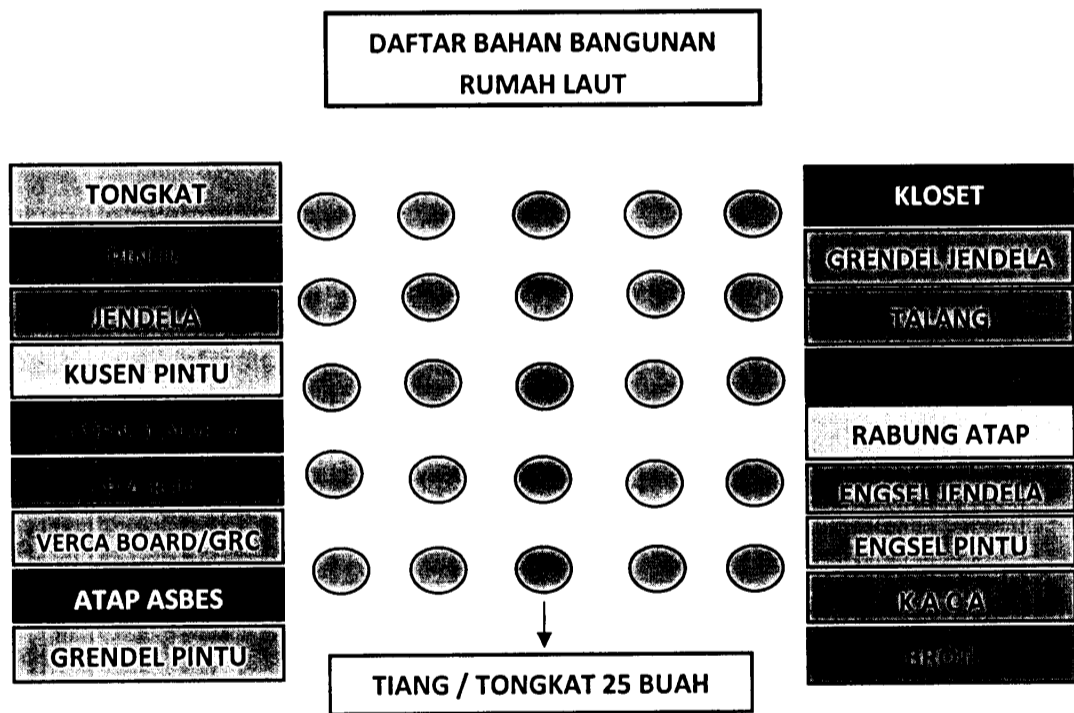 DAFTAR BAHAN BANGUNAN
RUMAH LAUT
TONGKAT
JENDELA
KUSEN PINTU
VERCA BOARD/GRC
ATAP ASBES
GRENDEL PINTU
TIANG / TONGKAT 25 BUAH
KLOSET
GRENDEL JENDELA
TALANG
RABUNG ATAP
ENGSEL JENDELA
ENGSEL PINTU
K A C A